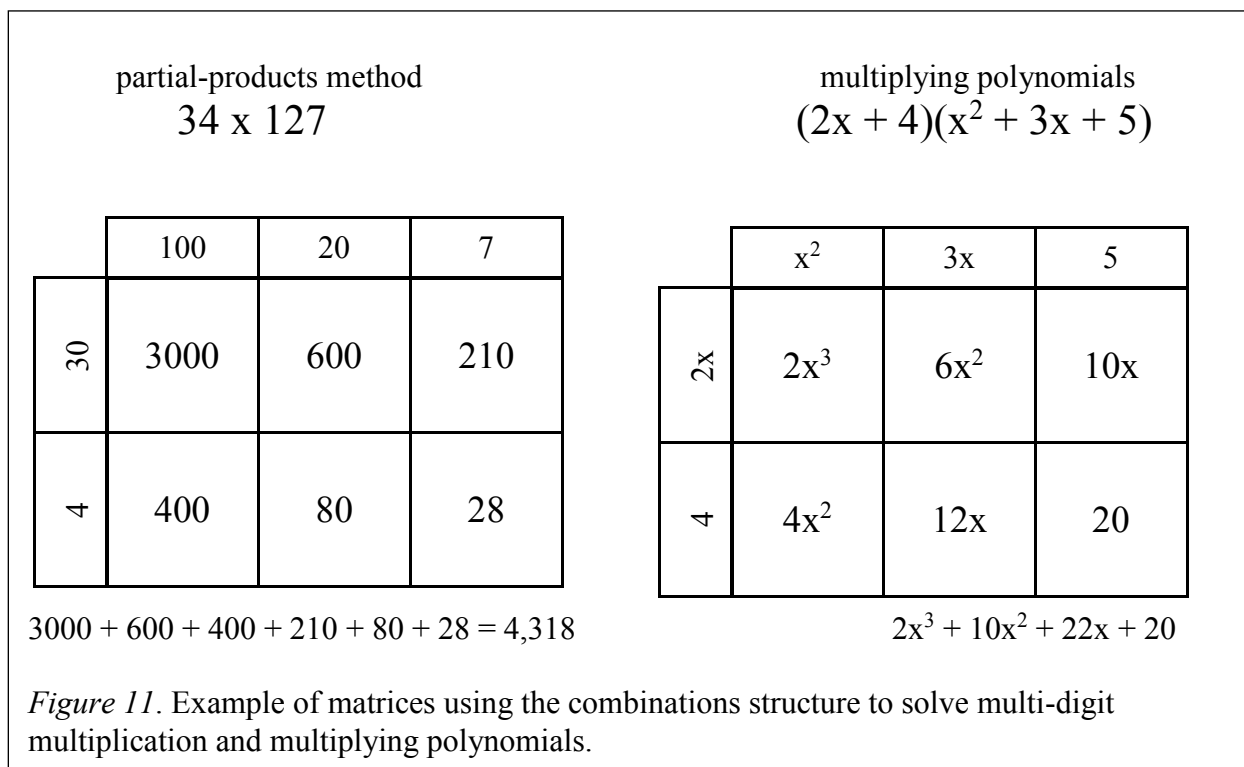 partial-products method
34 x 127
100 20 7
30 3000 600 210
4 400 80 28
3000 + 600 + 400 + 210 + 80 + 28 = 4,318
multiplying polynomials
(2x + 4)(x² + 3x + 5)
x² 3x 5
2x 2x³ 6x² 10x
4 4x² 12x 20
2x³ + 10x² + 22x + 20
Figure 11. Example of matrices using the combinations structure to solve multi-digit
multiplication and multiplying polynomials.